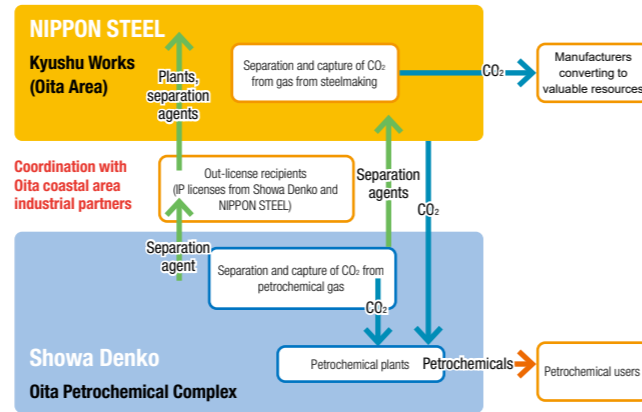 NIPPON STEEL
Kyushu Works
(Oita Area)
Plants,
separation
agents
Separation and capture of CO₂
from gas from steelmaking
CO₂
Manufacturers
converting to
valuable resources
Coordination with
Oita coastal area
industrial partners
Out-license recipients
(IP licenses from Showa Denko and
NIPPON STEEL)
Separation
agents
CO₂
Separation
agent
Separation and capture of CO₂ from
petrochemical gas
CO₂
Showa Denko
Oita Petrochemical Complex
Petrochemical plants
Petrochemicals
Petrochemical users